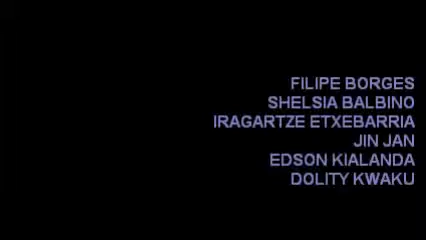 FILIPE BORGES
SHELSIA BALBINO
IRAGARTZE ETXEBARRIA
JIN JAN
EDSON KIALANDA
DOLITY KWAKU